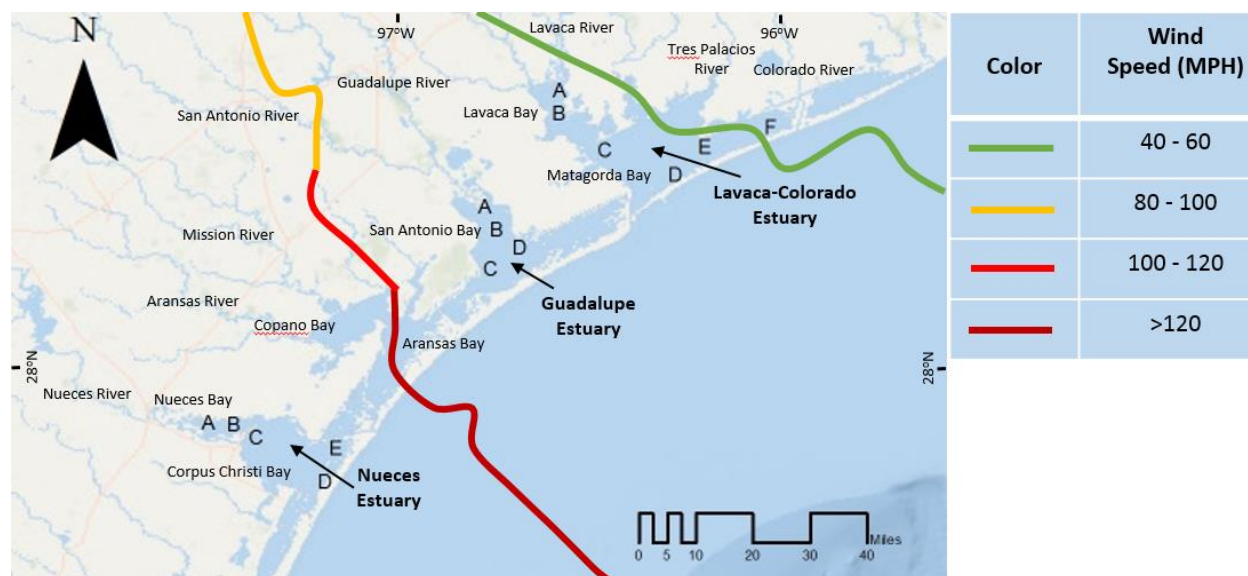 N
97°W
Lavaca River
96°W
Tres Palacios
River
Colorado River
Guadalupe River
San Antonio River
Lavaca Bay
A
B
C
D
E
F
Matagorda Bay
Lavaca-Colorado
Estuary
Mission River
San Antonio Bay
A
B
C
D
Guadalupe
Estuary
Aransas River
Copano Bay
Aransas Bay
28°N
28°N
Nueces River
Nueces Bay
A
B
C
E
D
Corpus Christi Bay
Nueces
Estuary
Miles
0 5 10 20 30 40
Color
Wind
Speed (MPH)
40 - 60
80 - 100
100 - 120
>120